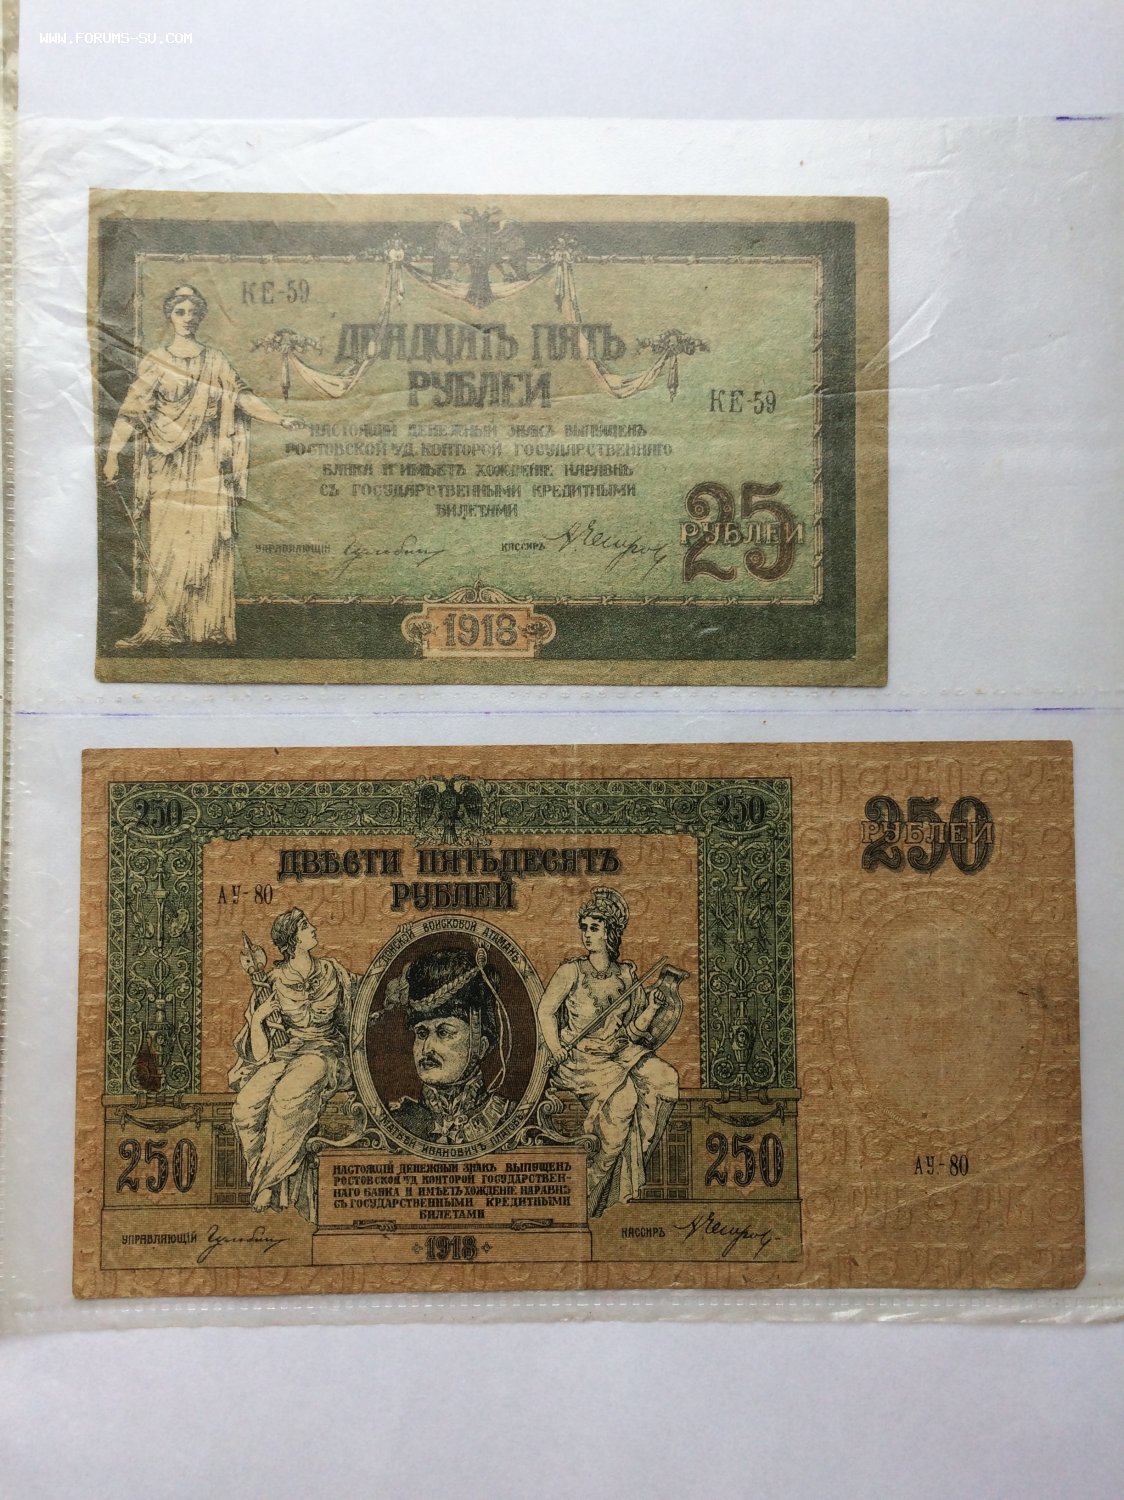 WWW.FORUMS-SU.COM
КЕ-59
ДВАДЦАТЬ ПЯТЬ
РУБЛЕЙ
КЕ-59
НАСТОЯЩІЙ ДЕНЕЖНЫЙ ЗНАКЪ ВЫПУЩЕНЪ
РОСТОВСКОЙ Н/Д. КОНТОРОЙ ГОСУДАРСТВЕННАГО
БАНКА И ИМѢЕТЪ ХОЖДЕНІЕ НАРАВНѢ
СЪ ГОСУДАРСТВЕННЫМИ КРЕДИТНЫМИ
БИЛЕТАМИ
25
РУБЛЕЙ
УПРАВЛЯЮЩІЙ
КАССИРЪ
1918
250
250
250
РУБЛЕЙ
ДВѢСТИ ПЯТЬДЕСЯТЪ
РУБЛЕЙ
АУ-80
ДОНСКОЙ ВОЙСКОВОЙ АТАМАНЪ
МАТВѢЙ ИВАНОВИЧЪ ПЛАТОВЪ
250
250
АУ-80
НАСТОЯЩІЙ ДЕНЕЖНЫЙ ЗНАКЪ ВЫПУЩЕНЪ
РОСТОВСКОЙ Н/Д КОНТОРОЙ ГОСУДАРСТВЕН-
НАГО БАНКА И ИМѢЕТЪ ХОЖДЕНІЕ НАРАВНѢ
СЪ ГОСУДАРСТВЕННЫМИ КРЕДИТНЫМИ
БИЛЕТАМИ
УПРАВЛЯЮЩІЙ
КАССИРЪ
1918